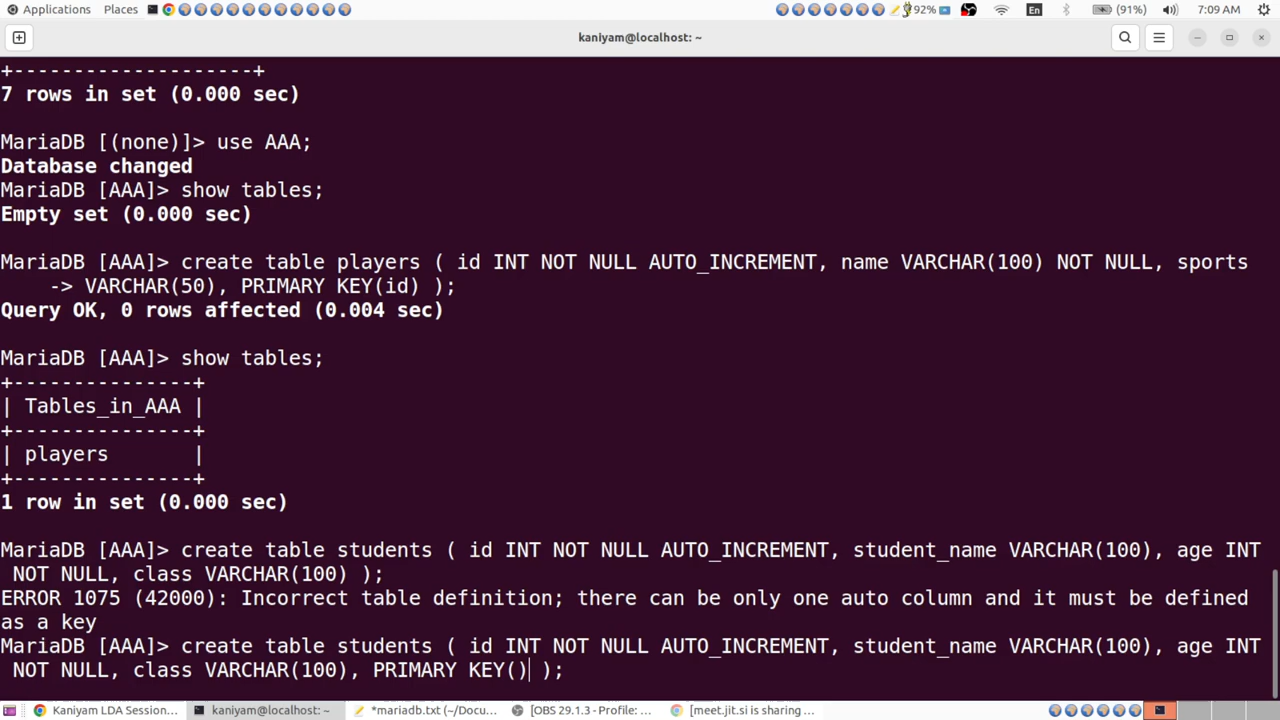 Applications Places 92% En (91%) 7:09 AM
kaniyam@localhost: ~
+---------------------+
7 rows in set (0.000 sec)
MariaDB [(none)]> use AAA;
Database changed
MariaDB [AAA]> show tables;
Empty set (0.000 sec)
MariaDB [AAA]> create table players ( id INT NOT NULL AUTO_INCREMENT, name VARCHAR(100) NOT NULL, sports
-> VARCHAR(50), PRIMARY KEY(id) );
Query OK, 0 rows affected (0.004 sec)
MariaDB [AAA]> show tables;
+---------------+
| Tables_in_AAA |
+---------------+
| players |
+---------------+
1 row in set (0.000 sec)
MariaDB [AAA]> create table students ( id INT NOT NULL AUTO_INCREMENT, student_name VARCHAR(100), age INT
NOT NULL, class VARCHAR(100) );
ERROR 1075 (42000): Incorrect table definition; there can be only one auto column and it must be defined
as a key
MariaDB [AAA]> create table students ( id INT NOT NULL AUTO_INCREMENT, student_name VARCHAR(100), age INT
NOT NULL, class VARCHAR(100), PRIMARY KEY() );
Kaniyam LDA Session... kaniyam@localhost: ~ *mariadb.txt (~/Docu... [OBS 29.1.3 - Profile: ... [meet.jit.si is sharing ...